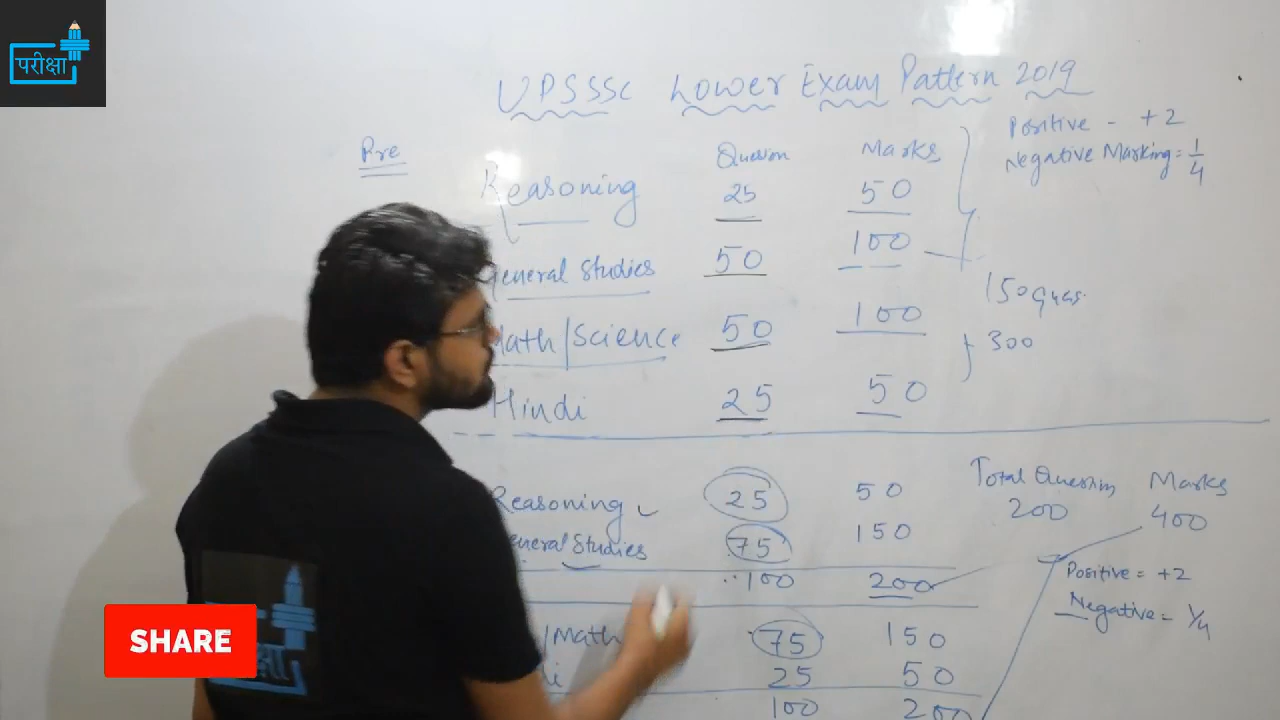 परीक्षा
UPSSSC Lower Exam Pattern 2019
Pre
Question Marks
Positive - +2
Negative Marking = 1/4
Reasoning 25 50
General Studies 50 100
150 Ques.
Math/Science 50 100
300
Hindi 25 50
Total Question Marks
200 400
Reasoning 25 50
General Studies 75 150
100 200
Positive = +2
Negative = 1/4
/Math 75 150
25 50
100 200
SHARE